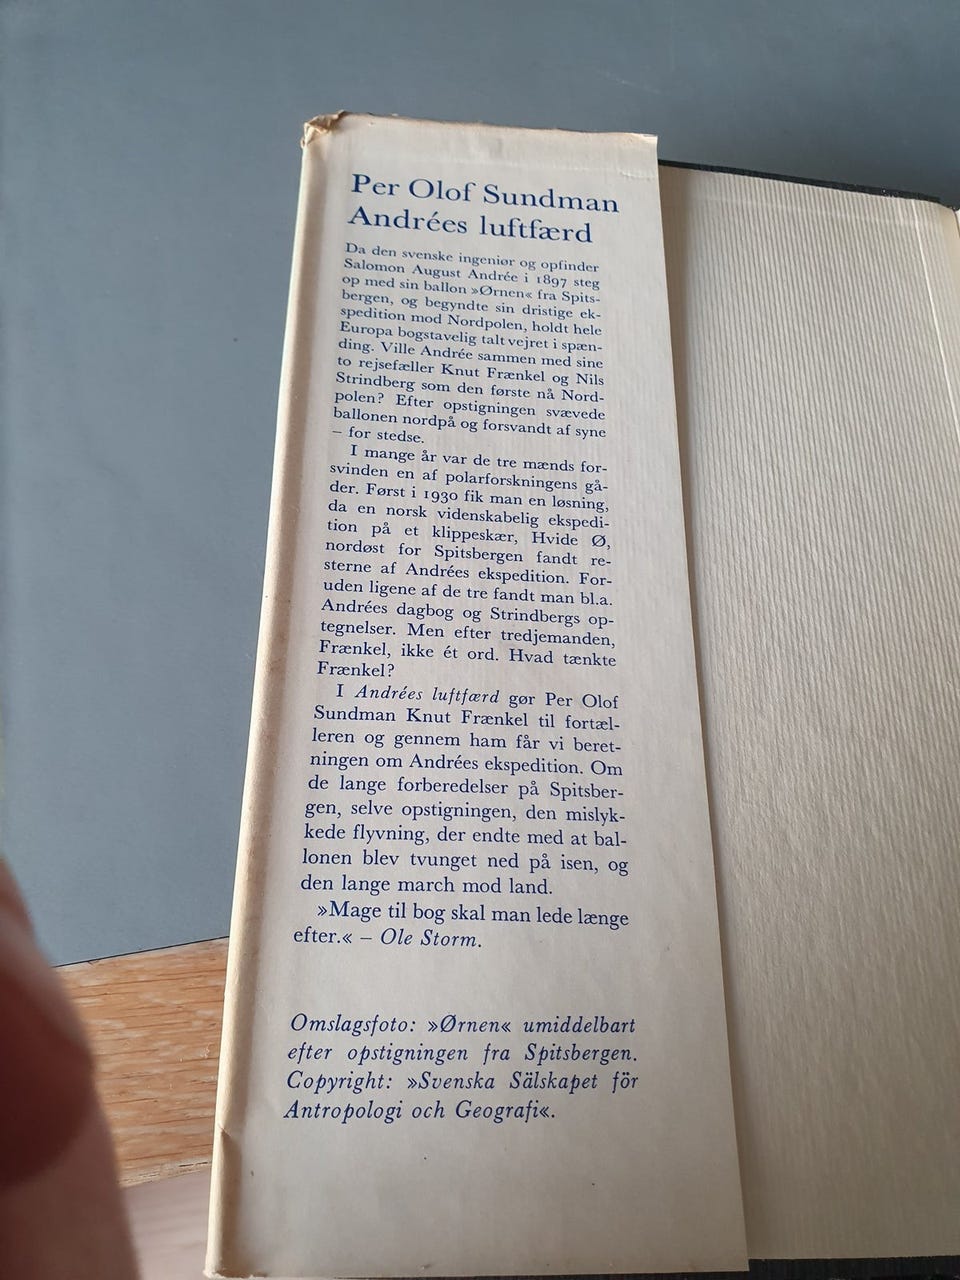 Per Olof Sundman
Andrées luftfærd
Da den svenske ingeniør og opfinder
Salomon August Andrée i 1897 steg
op med sin ballon »Ørnen« fra Spits-
bergen, og begyndte sin dristige ek-
spedition mod Nordpolen, holdt hele
Europa bogstavelig talt vejret i spæn-
ding. Ville Andrée sammen med sine
to rejsefæller Knut Frænkel og Nils
Strindberg som den første nå Nord-
polen? Efter opstigningen svævede
ballonen nordpå og forsvandt af syne
– for stedse.
I mange år var de tre mænds for-
svinden en af polarforskningens gå-
der. Først i 1930 fik man en løsning,
da en norsk videnskabelig ekspedi-
tion på et klippeskær, Hvide Ø,
nordøst for Spitsbergen fandt re-
sterne af Andrées ekspedition. For-
uden ligene af de tre fandt man bl.a.
Andrées dagbog og Strindbergs op-
tegnelser. Men efter tredjemanden,
Frænkel, ikke ét ord. Hvad tænkte
Frænkel?
I Andrées luftfærd gør Per Olof
Sundman Knut Frænkel til fortæl-
leren og gennem ham får vi beret-
ningen om Andrées ekspedition. Om
de lange forberedelser på Spitsber-
gen, selve opstigningen, den mislyk-
kede flyvning, der endte med at bal-
lonen blev tvunget ned på isen, og
den lange march mod land.
»Mage til bog skal man lede længe
efter.« – Ole Storm.
Omslagsfoto: »Ørnen« umiddelbart
efter opstigningen fra Spitsbergen.
Copyright: »Svenska Sälskapet för
Antropologi och Geografi«.